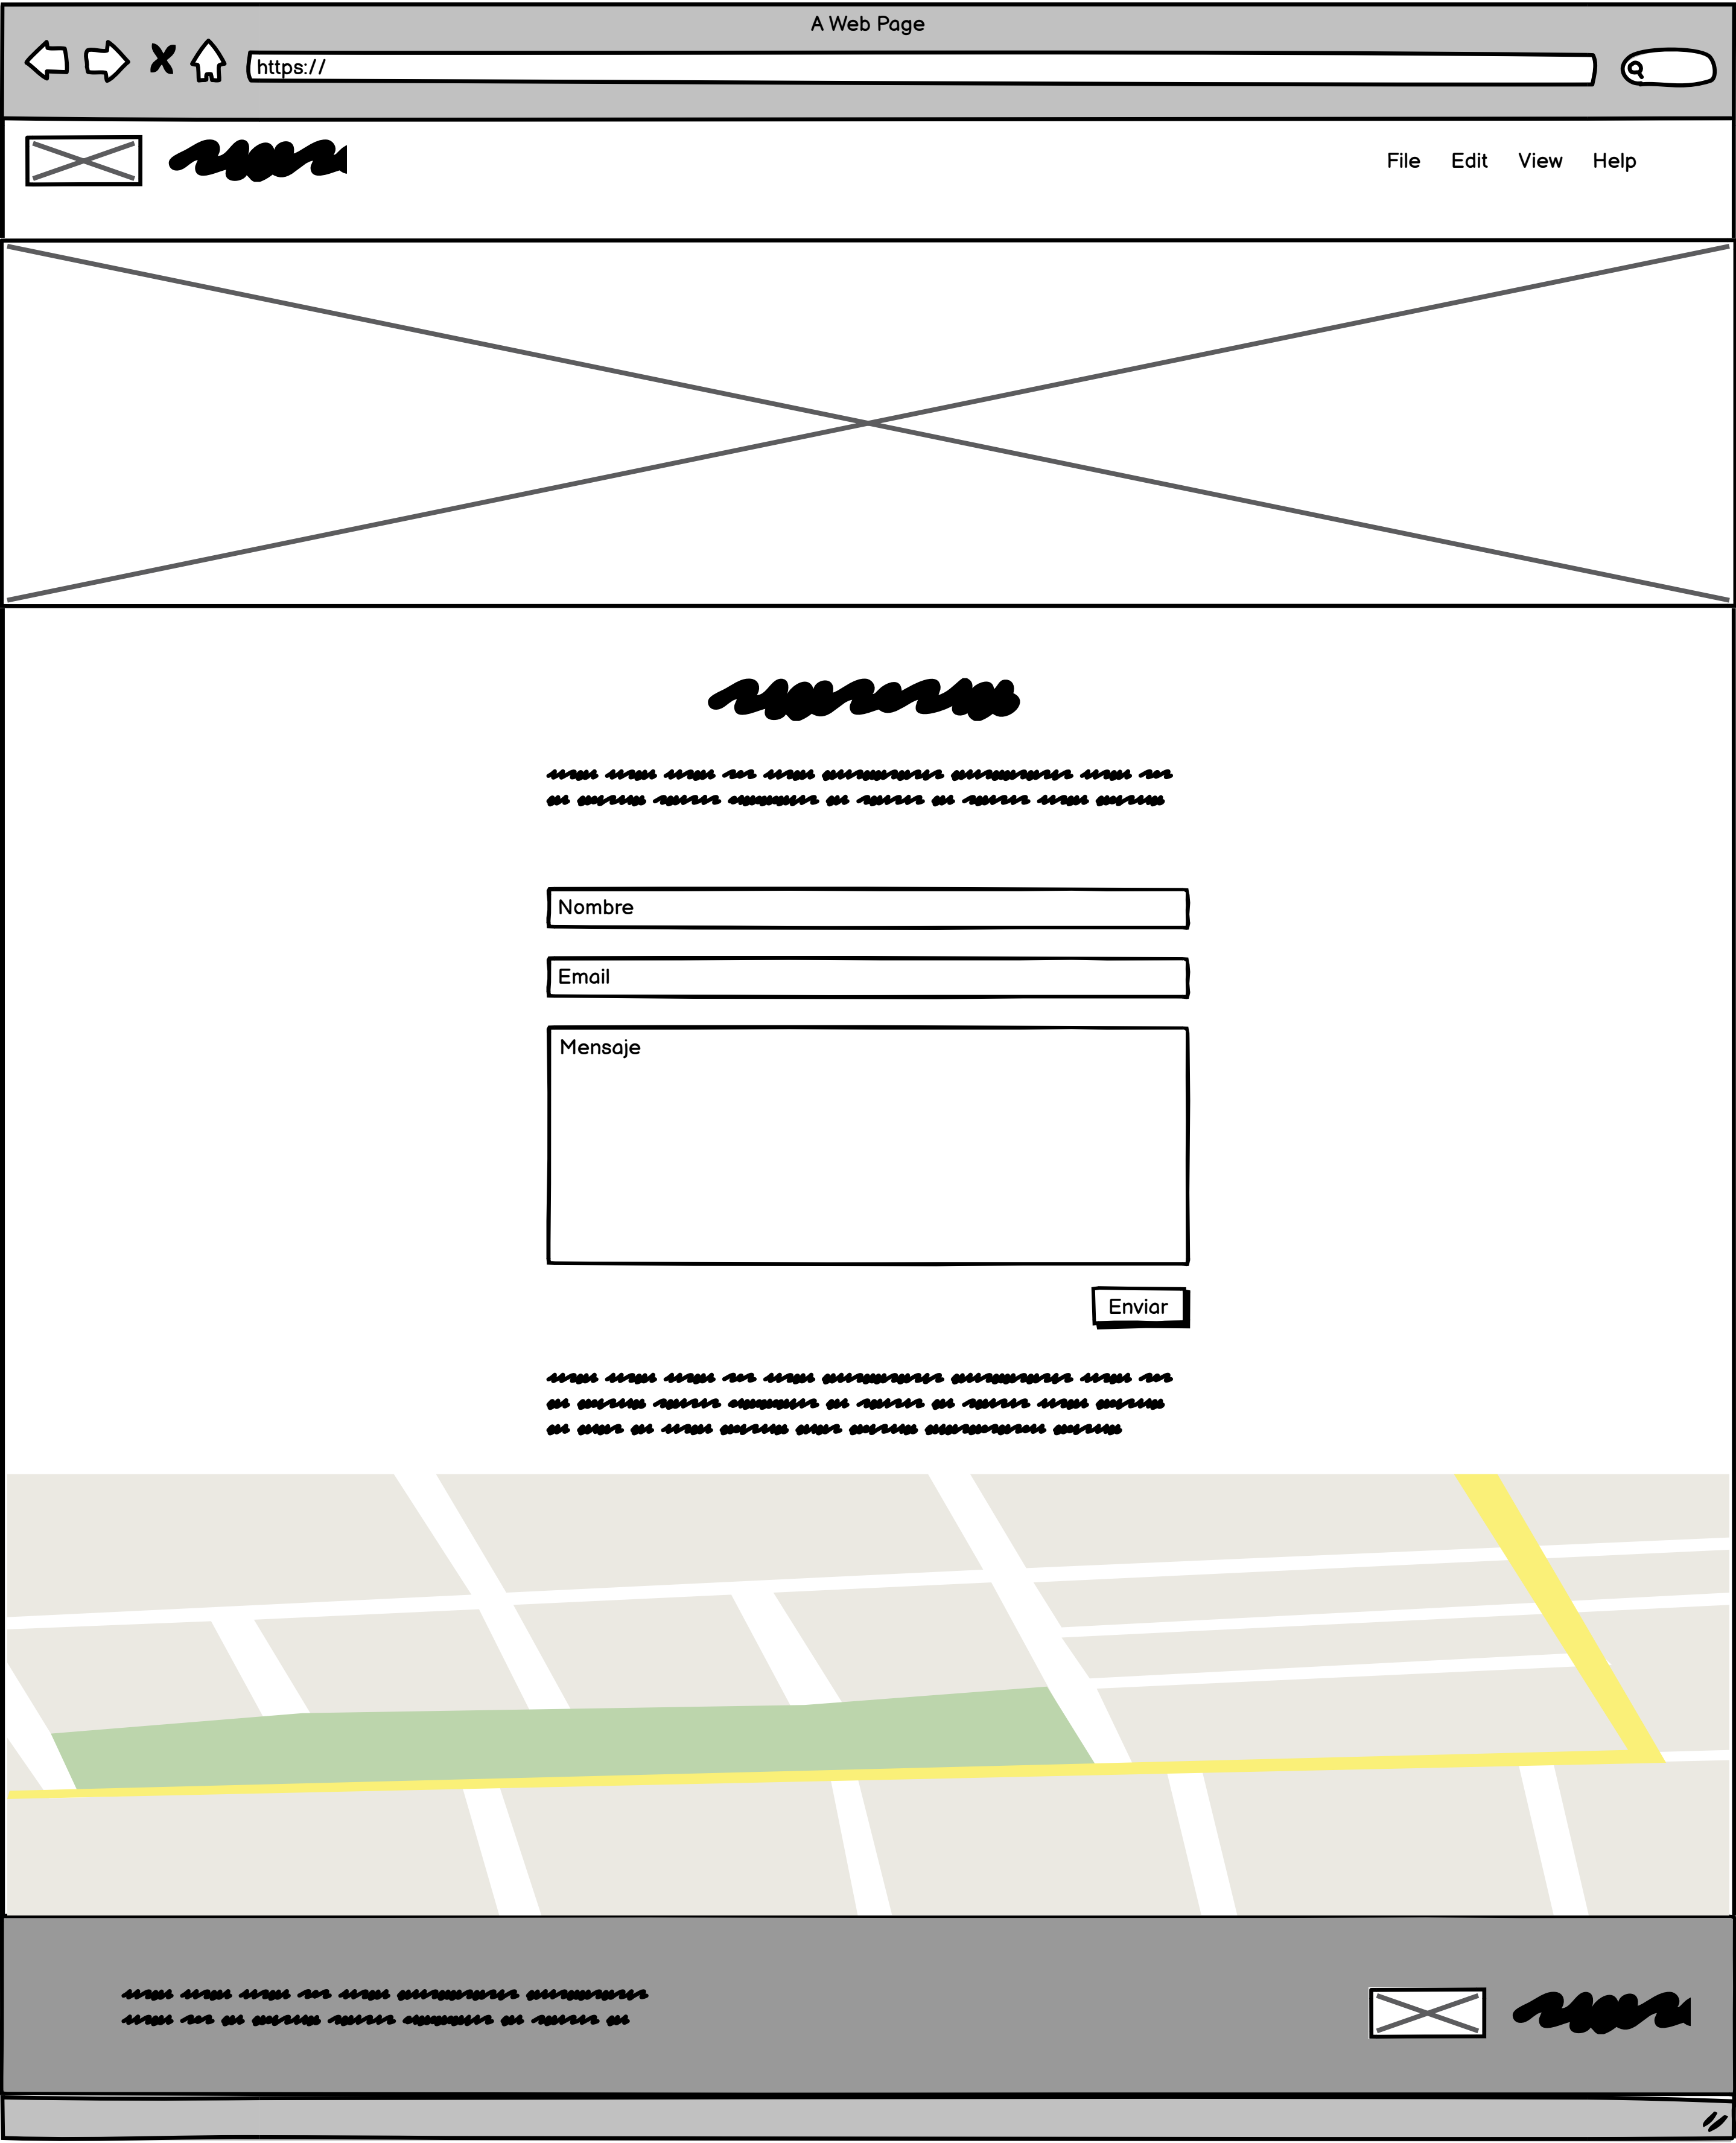 A Web Page
https://
File Edit View Help
Nombre
Email
Mensaje
Enviar